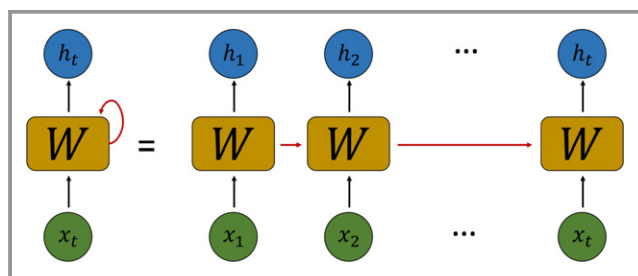 h_t h_1 h_2 ... h_t
W = W W W
x_t x_1 x_2 ... x_t